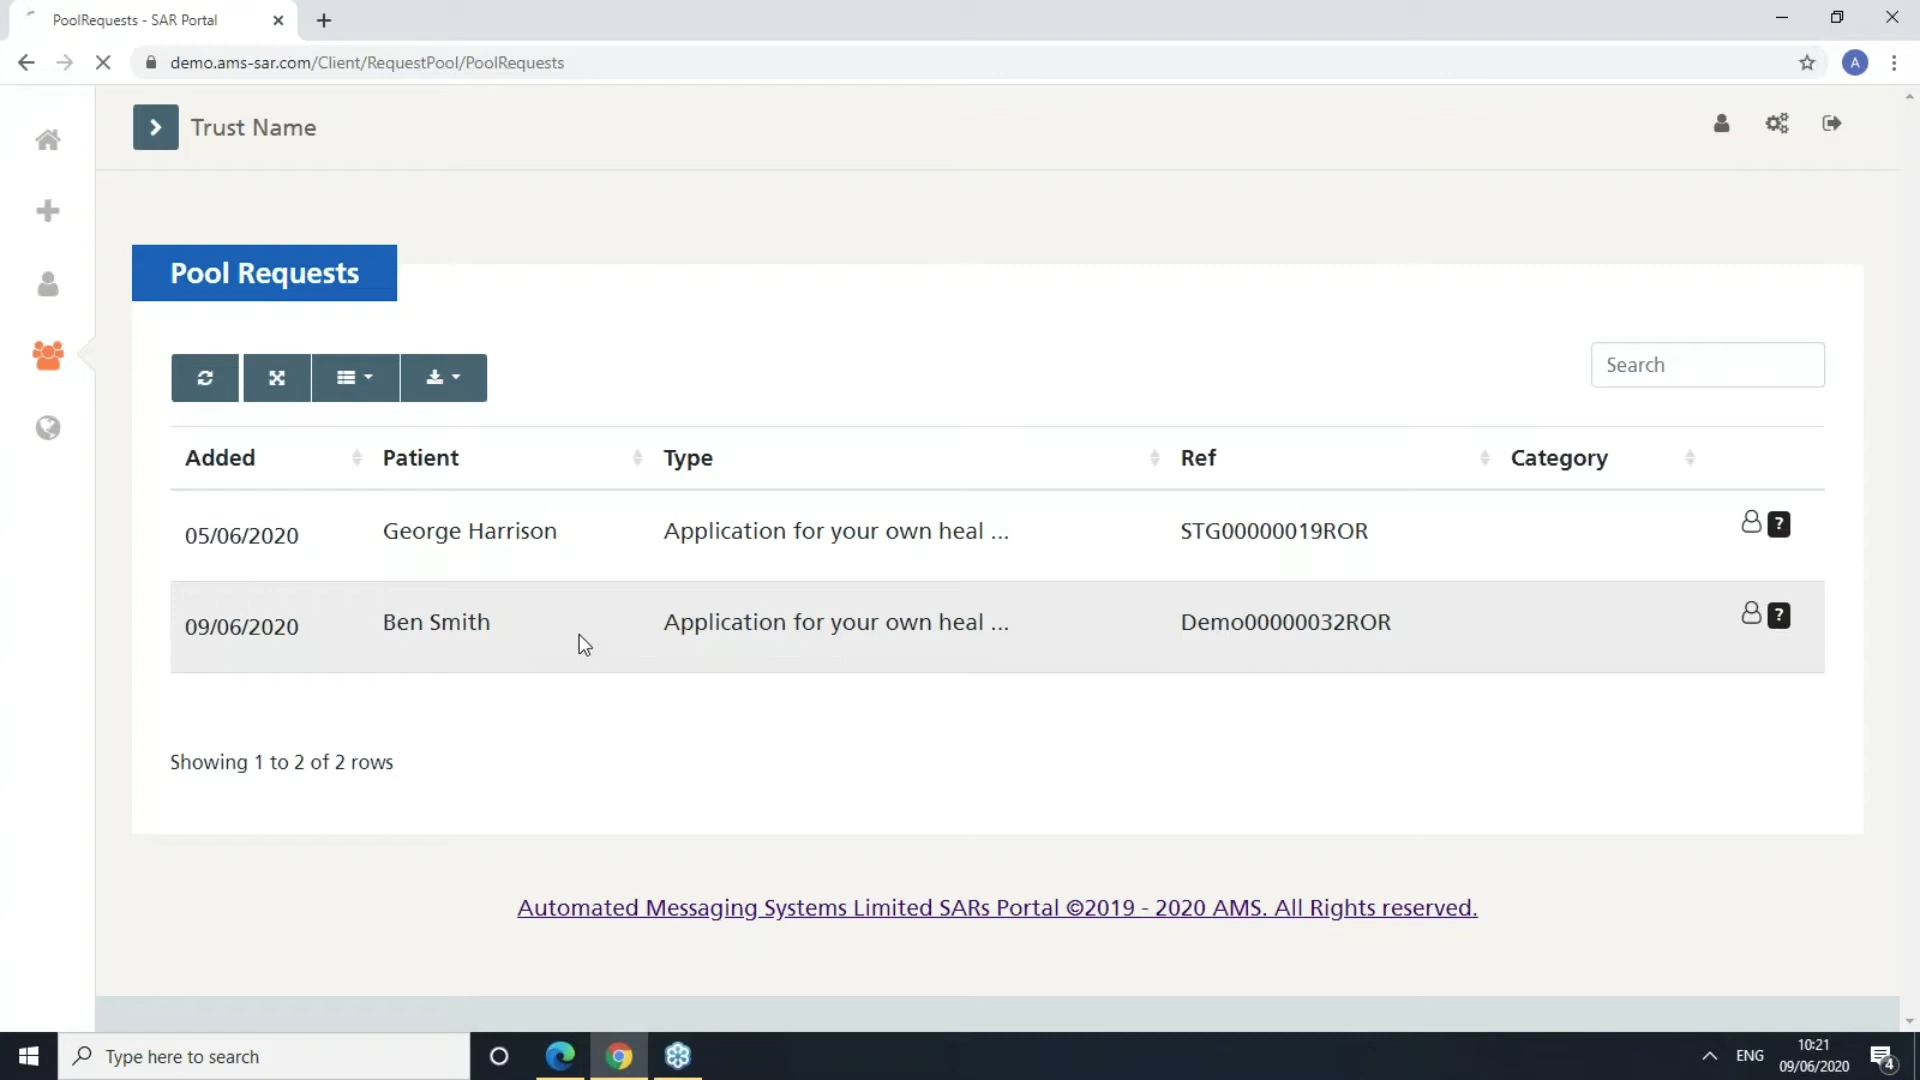 PoolRequests - SAR Portal
demo.ams-sar.com/Client/RequestPool/PoolRequests
A
Trust Name
Pool Requests
Search
Added Patient Type Ref Category
05/06/2020 George Harrison Application for your own heal ... STG00000019ROR ?
09/06/2020 Ben Smith Application for your own heal ... Demo00000032ROR ?
Showing 1 to 2 of 2 rows
Automated Messaging Systems Limited SARs Portal ©2019 - 2020 AMS. All Rights reserved.
Type here to search
ENG
10:21
09/06/2020
4